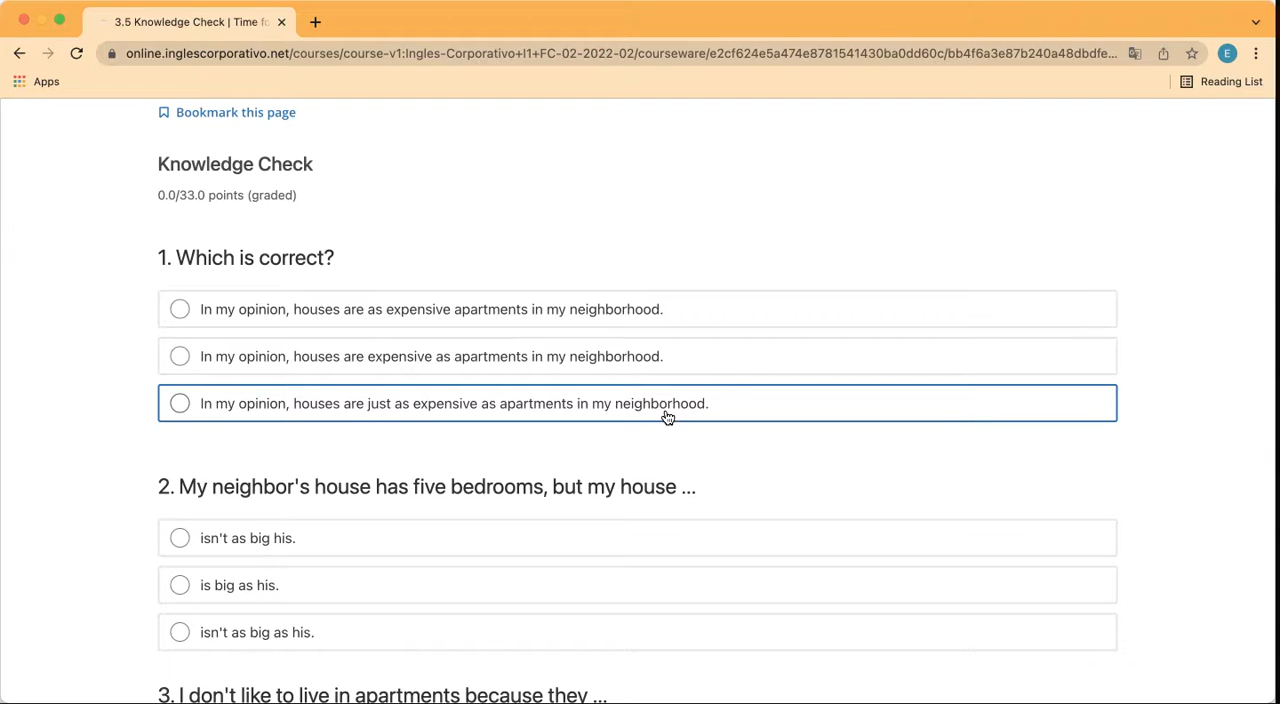 3.5 Knowledge Check | Time fo
online.inglescorporativo.net/courses/course-v1:Ingles-Corporativo+I1+FC-02-2022-02/courseware/e2cf624e5a474e8781541430ba0dd60c/bb4f6a3e87b240a48dbdfe...
E
Apps
Reading List
Bookmark this page
Knowledge Check
0.0/33.0 points (graded)
1. Which is correct?
In my opinion, houses are as expensive apartments in my neighborhood.
In my opinion, houses are expensive as apartments in my neighborhood.
In my opinion, houses are just as expensive as apartments in my neighborhood.
2. My neighbor's house has five bedrooms, but my house ...
isn't as big his.
is big as his.
isn't as big as his.
3. I don't like to live in apartments because they ...